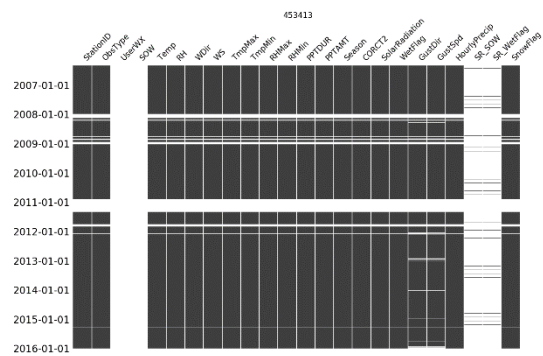 453413
StationID
ObsType
UserWX
SOW
Temp
RH
WDir
WS
TmpMax
TmpMin
RHMax
RHMin
PPTDUR
PPTAMT
Season
CORCT2
SolarRadiation
WetFlag
GustDir
GustSpd
HourlyPrecip
SR_SOW
SR_WetFlag
SnowFlag
2007-01-01
2008-01-01
2009-01-01
2010-01-01
2011-01-01
2012-01-01
2013-01-01
2014-01-01
2015-01-01
2016-01-01